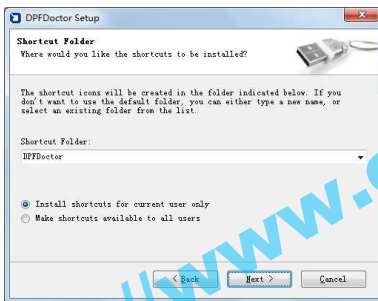 DPFDoctor Setup
Shortcut Folder
Where would you like the shortcuts to be installed?
The shortcut icons will be created in the folder indicated below. If you
don't want to use the default folder, you can either type a new name, or
select an existing folder from the list.
Shortcut Folder:
DPFDoctor
Install shortcuts for current user only
Make shortcuts available to all users
< Back
Next >
Cancel
//www.